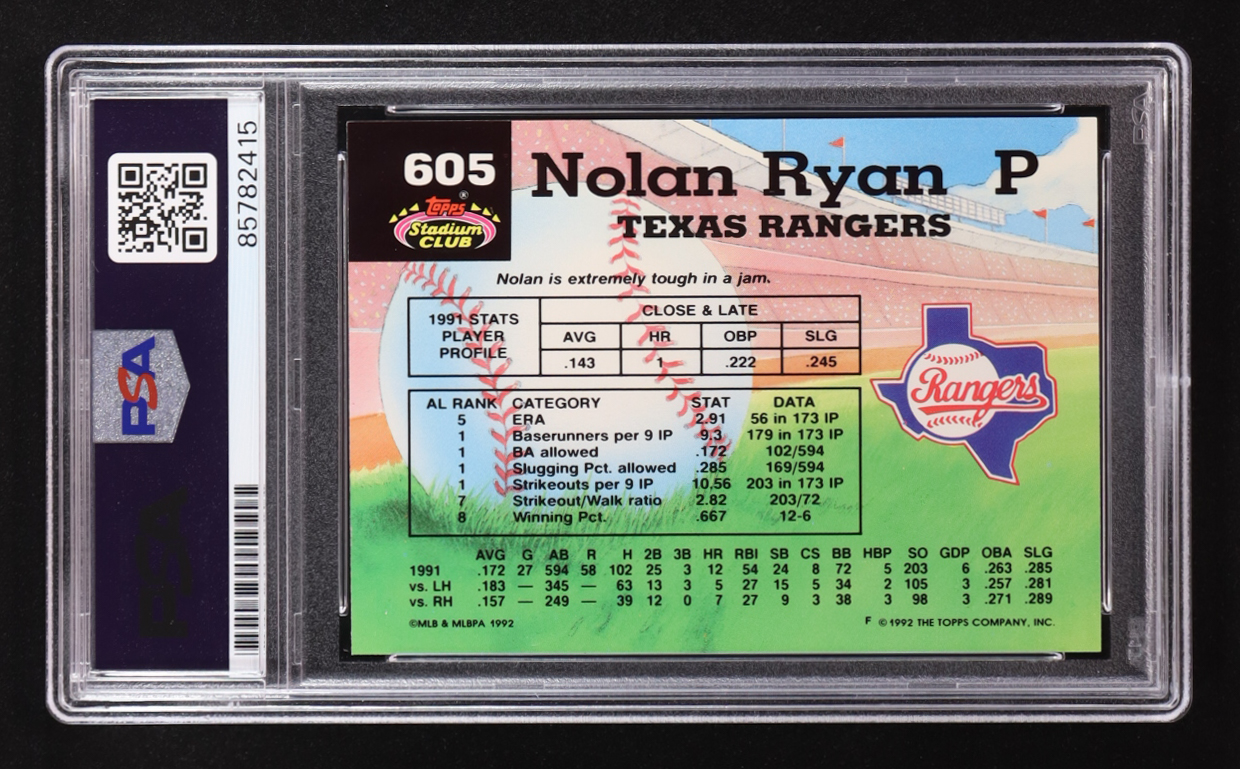 85782415
PSA
PSA
605
Topps ®
Stadium
CLUB
Nolan Ryan P
TEXAS RANGERS
Nolan is extremely tough in a jam.
1991 STATS
PLAYER
PROFILE
CLOSE & LATE
AVG HR OBP SLG
.143 1 .222 .245
AL RANK CATEGORY STAT DATA
5 ERA 2.91 56 in 173 IP
1 Baserunners per 9 IP 9.3 179 in 173 IP
1 BA allowed .172 102/594
1 Slugging Pct. allowed .285 169/594
1 Strikeouts per 9 IP 10.56 203 in 173 IP
7 Strikeout/Walk ratio 2.82 203/72
8 Winning Pct. .667 12-6
Rangers
AVG G AB R H 2B 3B HR RBI SB CS BB HBP SO GDP OBA SLG
1991 .172 27 594 58 102 25 3 12 54 24 8 72 5 203 6 .263 .285
vs. LH .183 — 345 — 63 13 3 5 27 15 5 34 2 105 3 .257 .281
vs. RH .157 — 249 — 39 12 0 7 27 9 3 38 3 98 3 .271 .289
©MLB & MLBPA 1992
F ©1992 THE TOPPS COMPANY, INC.